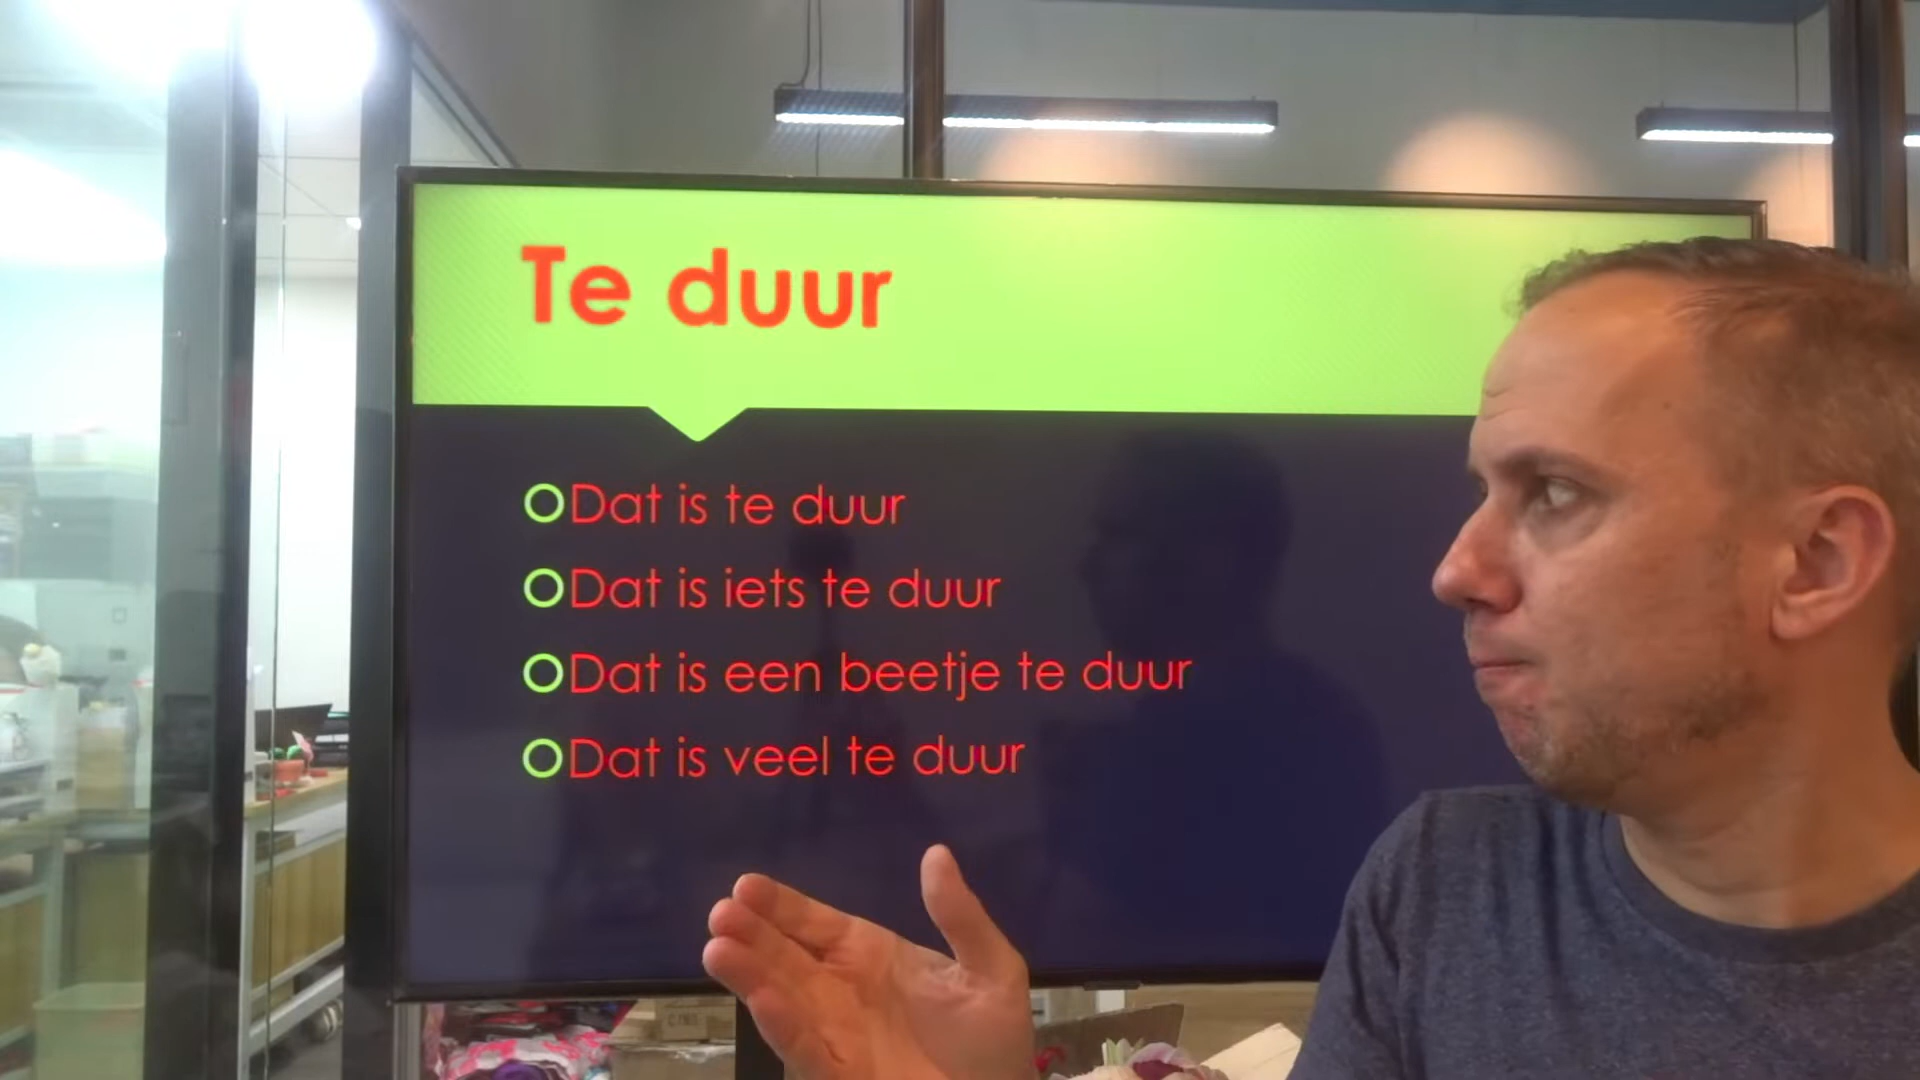 Te duur
Dat is te duur
Dat is iets te duur
Dat is een beetje te duur
Dat is veel te duur